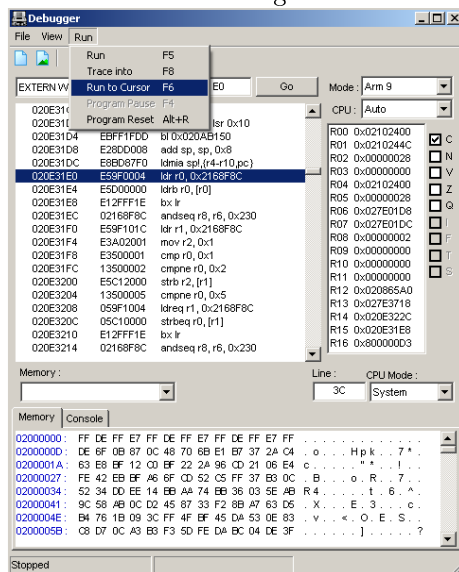 Debugger
File View Run
Run F5
Trace into F8
Run to Cursor F6
Program Pause F4
Program Reset Alt+R
EXTERN W E0 Go Mode : Arm 9
CPU : Auto
020E31D4 EBFF1FDD bl 0x020AB150
020E31D8 E28DD008 add sp, sp, 0x8
020E31DC E8BD87F0 ldmia sp!,{r4-r10,pc}
020E31E0 E59F0004 ldr r0, 0x2168F8C
020E31E4 E5D00000 ldrb r0, [r0]
020E31E8 E12FFF1E bx lr
020E31EC 02168F8C andseq r8, r6, 0x230
020E31F0 E59F101C ldr r1, 0x2168F8C
020E31F4 E3A02001 mov r2, 0x1
020E31F8 E3500001 cmp r0, 0x1
020E31FC 13500002 cmpne r0, 0x2
020E3200 E5C12000 strb r2, [r1]
020E3204 13500005 cmpne r0, 0x5
020E3208 059F1004 ldreq r1, 0x2168F8C
020E320C 05C10000 strbeq r0, [r1]
020E3210 E12FFF1E bx lr
020E3214 02168F8C andseq r8, r6, 0x230
R00 0x02102400
R01 0x0210244C
R02 0x00000028
R03 0x00000000
R04 0x02102400
R05 0x00000028
R06 0x027E01D8
R07 0x027E01DC
R08 0x00000002
R09 0x00000000
R10 0x00000000
R11 0x00000000
R12 0x020865A0
R13 0x027E3718
R14 0x020E322C
R15 0x020E31E8
R16 0x800000D3
C
N
V
Z
Q
I
F
T
S
Memory : Line : CPU Mode :
3C System
Memory Console
02000000 : FF DE FF E7 FF DE FF E7 FF DE FF E7 FF . . . . . . . . . . . . .
0200000D : DE 6F 0B 87 0C 48 70 6B E1 B7 37 2A C4 . o . . . H p k . . 7 * .
0200001A : 63 E8 BF 12 C0 BF 22 2A 96 CD 21 06 E4 c . . . . . " * . . ! . .
02000027 : FE 42 EB BF A6 6F CD 52 C5 FF 37 B3 0C . B . . . o . R . . 7 . .
02000034 : 52 34 DD EE 14 BB AA 74 BB 36 03 5E AB R 4 . . . . . t . 6 . ^ .
02000041 : 9C 58 AB 0C D2 45 87 33 F2 8B A7 63 D5 . X . . . E . 3 . . . c .
0200004E : B4 76 1B 09 3C FF 4F BF 45 DA 53 0E 83 . v . . < . O . E . S . .
0200005B : C8 D7 0C A3 B3 F3 5D FE DA BC 04 DE 3F . . . . . . ] . . . . . ?
Stopped